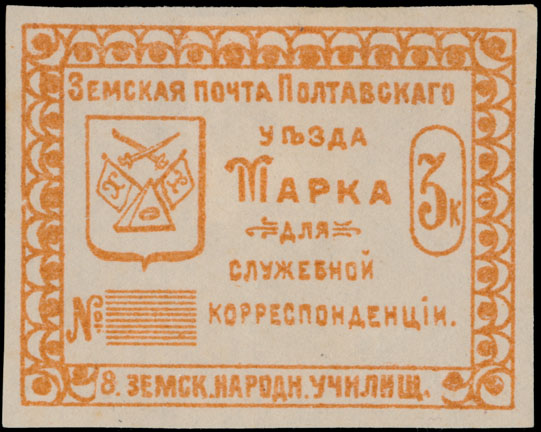 Земская почта Полтавскаго
уѣзда
Марка
для
служебной
корреспонденціи.
3 к
№
8. земск. народн. училищ.